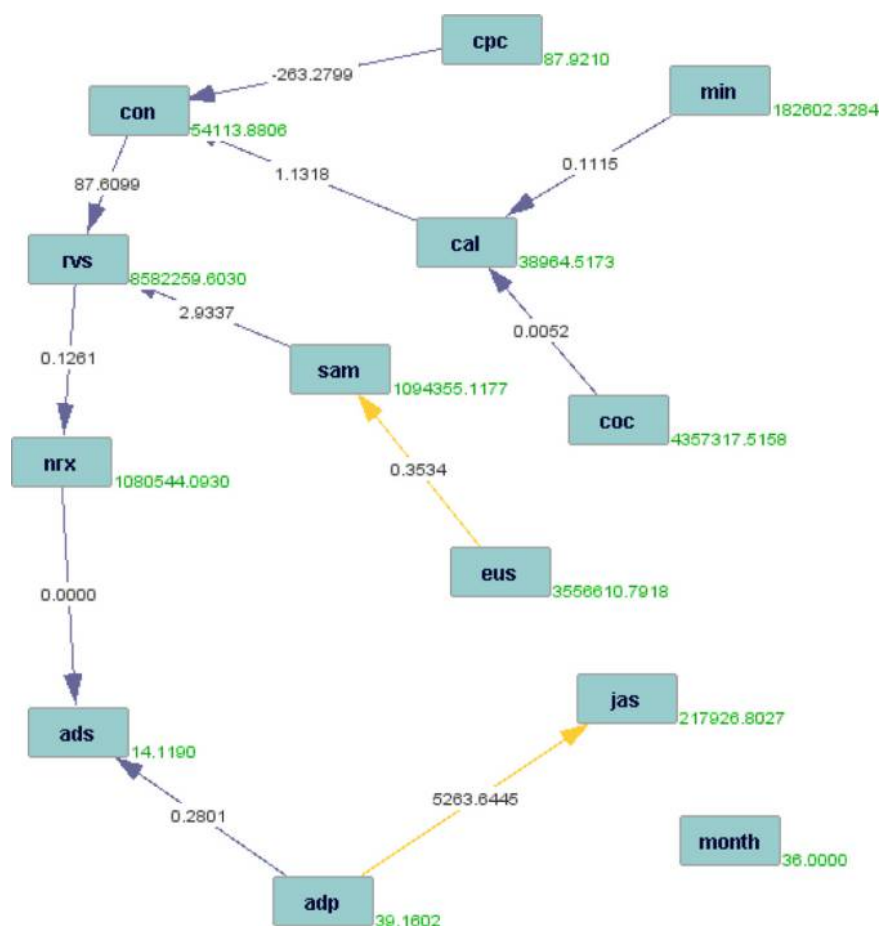 cpc
87.9210
-263.2799
min
182602.3284
con
54113.8806
0.1115
1.1318
87.6099
cal
38964.5173
rvs
8582259.6030
2.9337
0.0052
0.1261
sam
1094355.1177
coc
4357317.5158
nrx
1080544.0930
0.3534
eus
3556610.7918
0.0000
jas
217926.8027
ads
14.1190
5263.6445
0.2801
month
36.0000
adp
39.1602